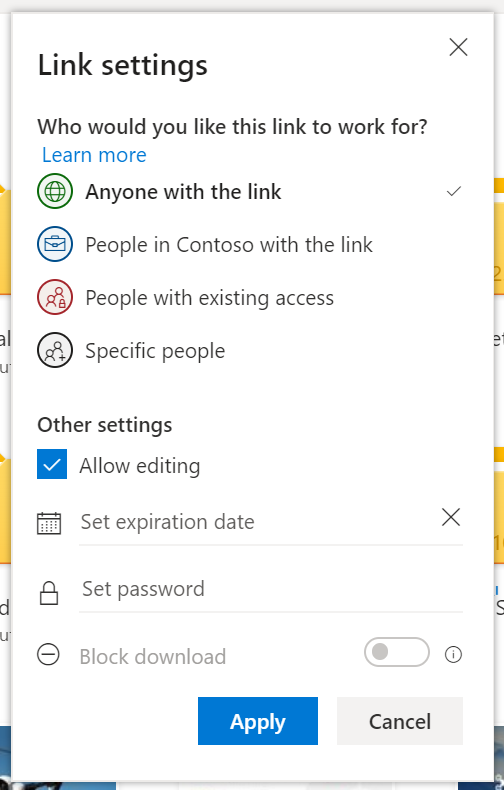 Link settings
Who would you like this link to work for?
Learn more
Anyone with the link
People in Contoso with the link
People with existing access
Specific people
Other settings
Allow editing
Set expiration date
Set password
Block download
Apply
Cancel